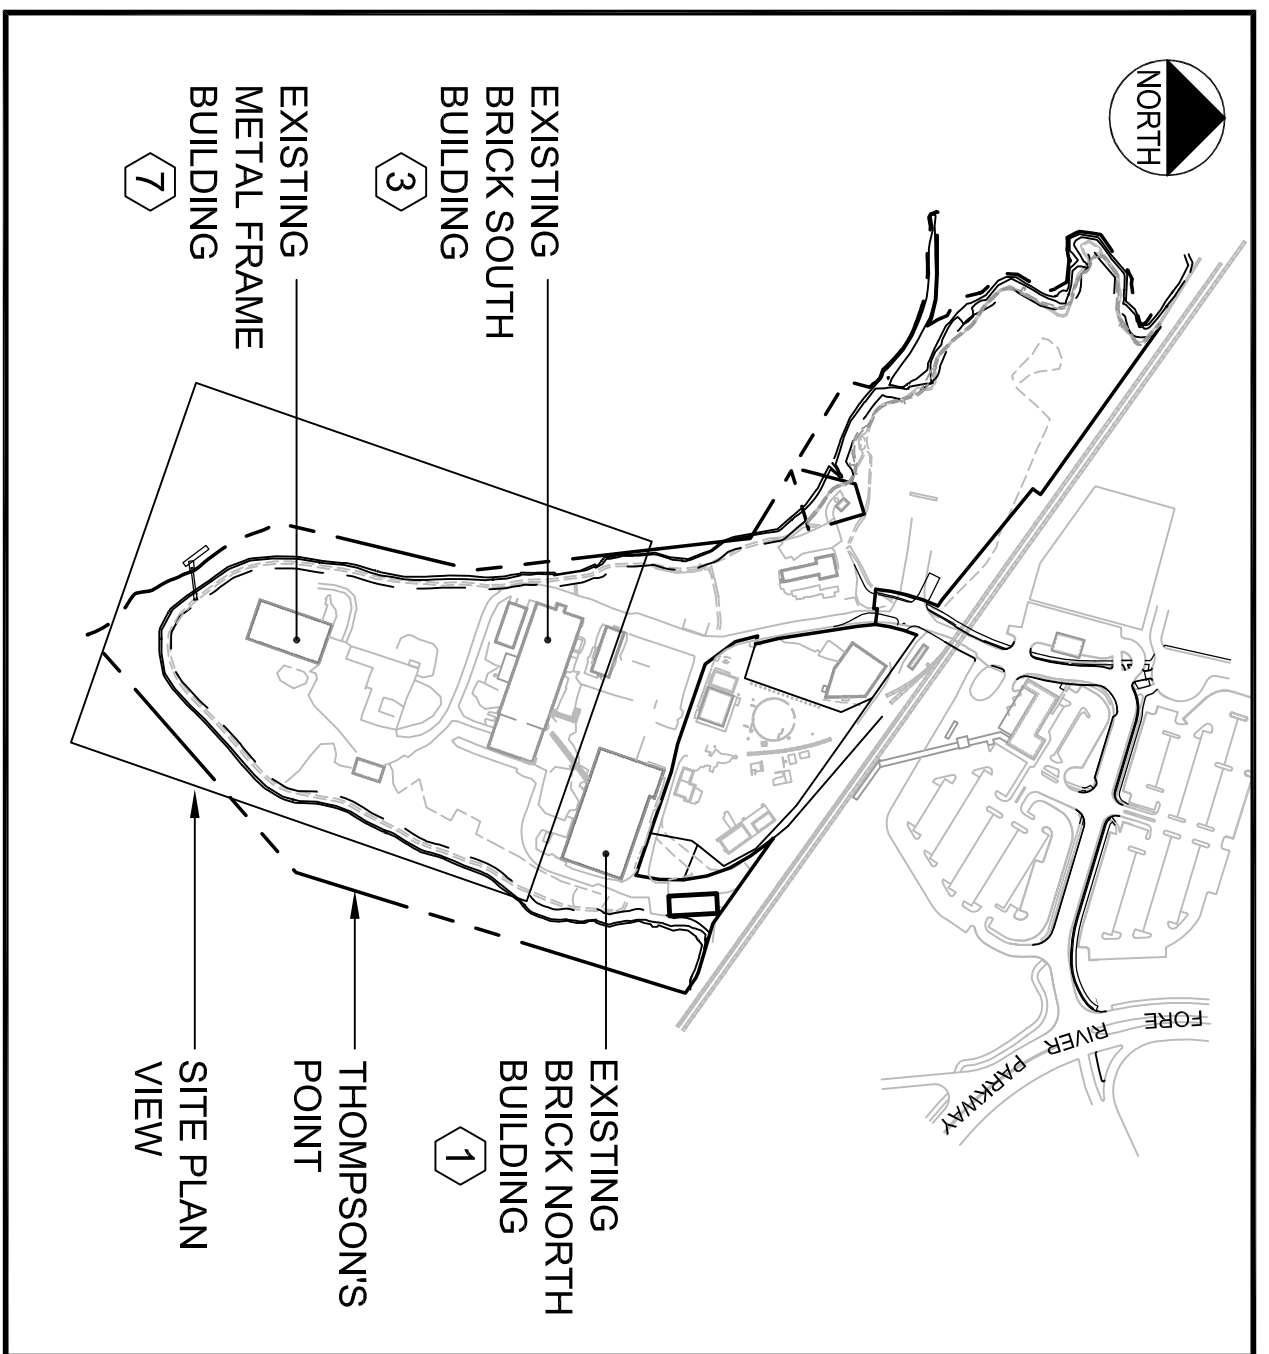 NORTH
EXISTING
BRICK SOUTH
BUILDING
3
EXISTING
METAL FRAME
BUILDING
7
FORE RIVER PARKWAY
EXISTING
BRICK NORTH
BUILDING
1
THOMPSON'S
POINT
SITE PLAN
VIEW